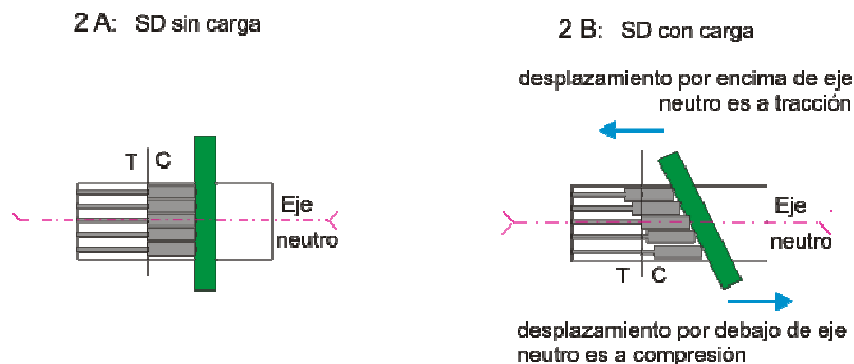 2 A: SD sin carga
T C
Eje
neutro
2 B: SD con carga
desplazamiento por encima de eje
neutro es a tracción
Eje
neutro
T C
desplazamiento por debajo de eje
neutro es a compresión